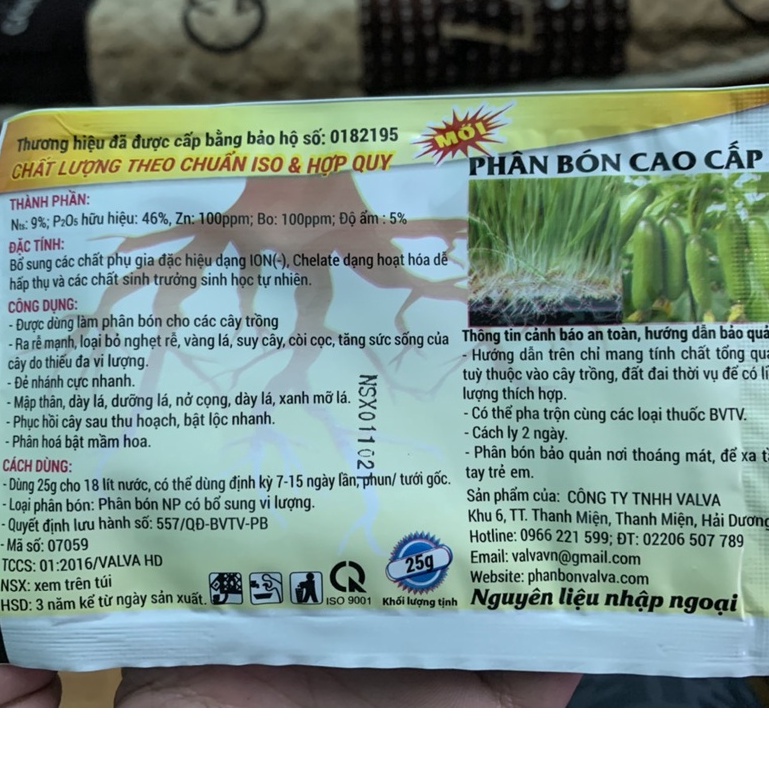 Thương hiệu đã được cấp bằng bảo hộ số: 0182195
CHẤT LƯỢNG THEO CHUẨN ISO & HỢP QUY
THÀNH PHẦN:
Nts: 9%; P2O5 hữu hiệu: 46%, Zn: 100ppm; Bo: 100ppm; Độ ẩm : 5%
ĐẶC TÍNH:
Bổ sung các chất phụ gia đặc hiệu dạng ION(-), Chelate dạng hoạt hóa dễ
hấp thụ và các chất sinh trưởng sinh học tự nhiên.
CÔNG DỤNG:
- Được dùng làm phân bón cho các cây trồng
- Ra rễ mạnh, loại bỏ nghẹt rễ, vàng lá, suy cây, còi cọc, tăng sức sống của
cây do thiếu đa vi lượng.
- Đẻ nhánh cực nhanh.
- Mập thân, dày lá, dưỡng lá, nở cọng, dày lá, xanh mỡ lá.
- Phục hồi cây sau thu hoạch, bật lộc nhanh.
- Phân hoá bật mầm hoa.
NSX01102
CÁCH DÙNG:
- Dùng 25g cho 18 lít nước, có thể dùng định kỳ 7-15 ngày lần, phun/ tưới gốc.
- Loại phân bón: Phân bón NP có bổ sung vi lượng.
- Quyết định lưu hành số: 557/QĐ-BVTV-PB
- Mã số: 07059
TCCS: 01:2016/VALVA HD
NSX: xem trên túi
HSD: 3 năm kể từ ngày sản xuất.
ISO 9001
25g
Khối lượng tịnh
MỚI
PHÂN BÓN CAO CẤP
Thông tin cảnh báo an toàn, hướng dẫn bảo quả
- Hướng dẫn trên chỉ mang tính chất tổng qu
tuỳ thuộc vào cây trồng, đất đai thời vụ để có li
lượng thích hợp.
- Có thể pha trộn cùng các loại thuốc BVTV.
- Cách ly 2 ngày.
- Phân bón bảo quản nơi thoáng mát, để xa t
tay trẻ em.
Sản phẩm của: CÔNG TY TNHH VALVA
Khu 6, TT. Thanh Miện, Thanh Miện, Hải Dương
Hotline: 0966 221 599; ĐT: 02206 507 789
Email: valvavn@gmail.com
Website: phanbonvalva.com
Nguyên liệu nhập ngoại